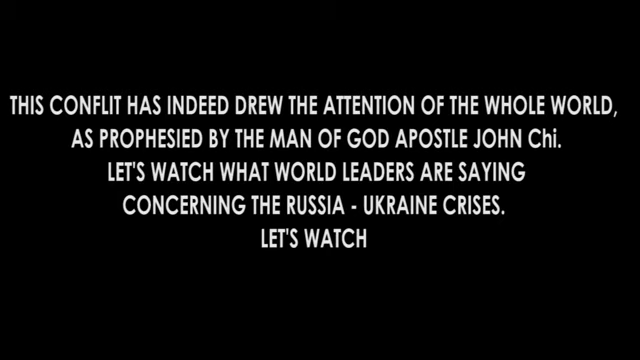 THIS CONFLIT HAS INDEED DREW THE ATTENTION OF THE WHOLE WORLD,
AS PROPHESIED BY THE MAN OF GOD APOSTLE JOHN Chi.
LET'S WATCH WHAT WORLD LEADERS ARE SAYING
CONCERNING THE RUSSIA - UKRAINE CRISES.
LET'S WATCH